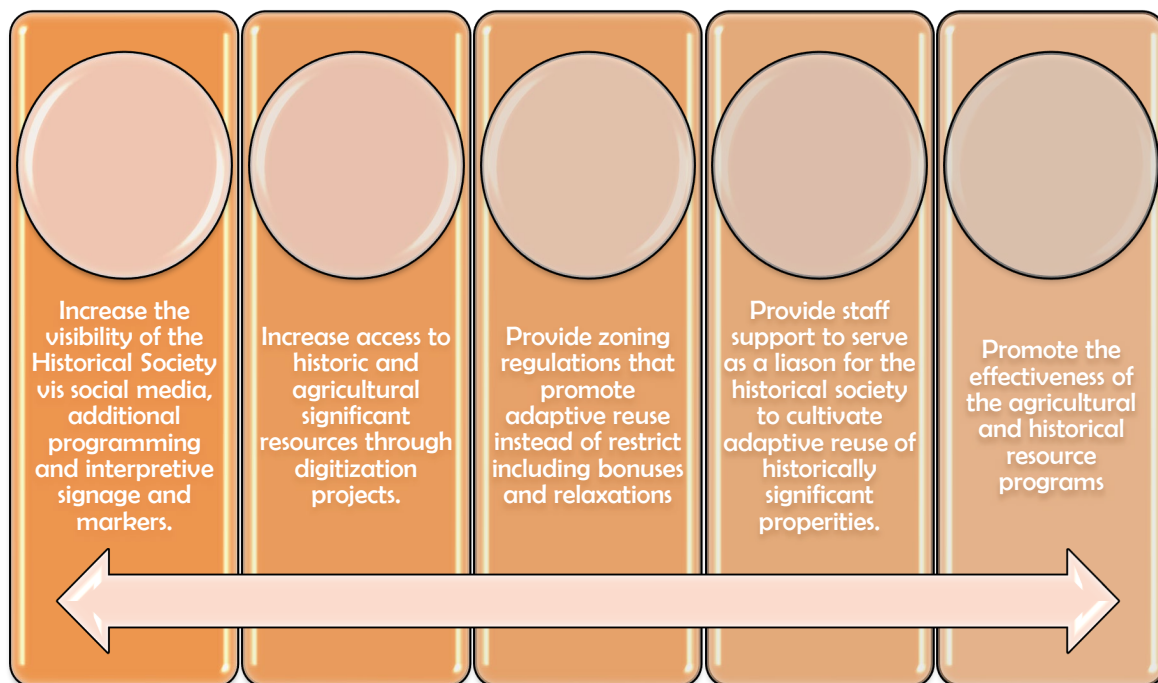 Increase the
visibility of the
Historical Society
vis social media,
additional
programming
and interpretive
signage and
markers.
Increase access to
historic and
agricultural
significant
resources through
digitization
projects.
Provide zoning
regulations that
promote
adaptive reuse
instead of restrict
including bonuses
and relaxations
Provide staff
support to serve
as a liason for the
historical society
to cultivate
adaptive reuse of
historically
significant
properities.
Promote the
effectiveness of
the agricultural
and historical
resource
programs